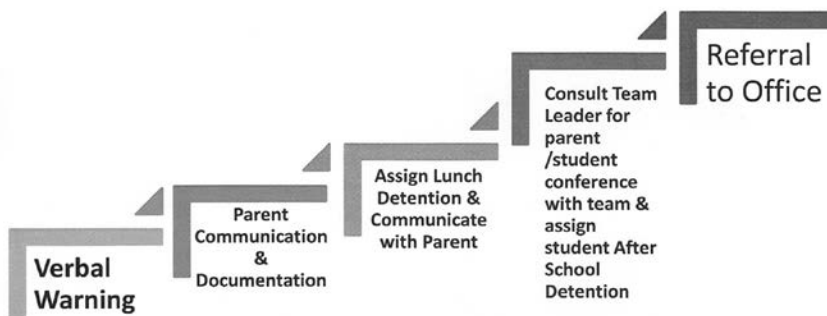 Verbal
Warning
Parent
Communication
&
Documentation
Assign Lunch
Detention &
Communicate
with Parent
Consult Team
Leader for
parent
/student
conference
with team &
assign
student After
School
Detention
Referral
to Office